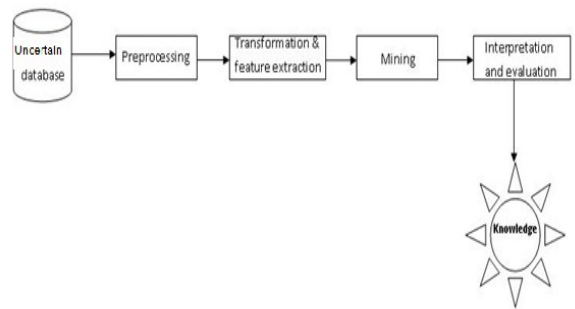 Uncertain
database
Preprocessing
Transformation &
feature extraction
Mining
Interpretation
and evaluation
Knowledge